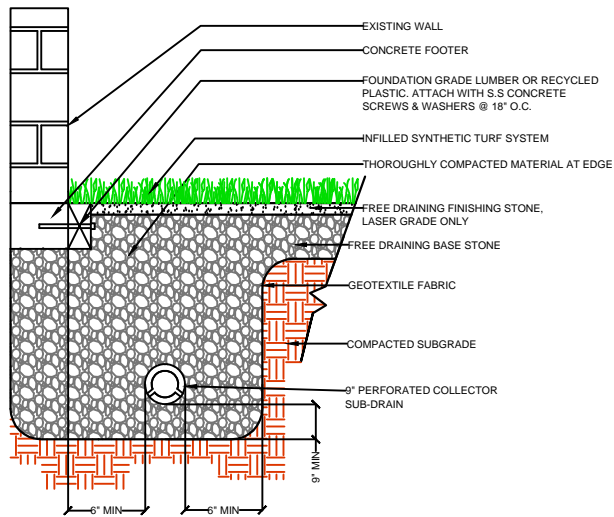 EXISTING WALL
CONCRETE FOOTER
FOUNDATION GRADE LUMBER OR RECYCLED
PLASTIC. ATTACH WITH S.S CONCRETE
SCREWS & WASHERS @ 18" O.C.
INFILLED SYNTHETIC TURF SYSTEM
THOROUGHLY COMPACTED MATERIAL AT EDGE
FREE DRAINING FINISHING STONE,
LASER GRADE ONLY
FREE DRAINING BASE STONE
GEOTEXTILE FABRIC
COMPACTED SUBGRADE
9" PERFORATED COLLECTOR
SUB-DRAIN
9" MIN
6" MIN
6" MIN